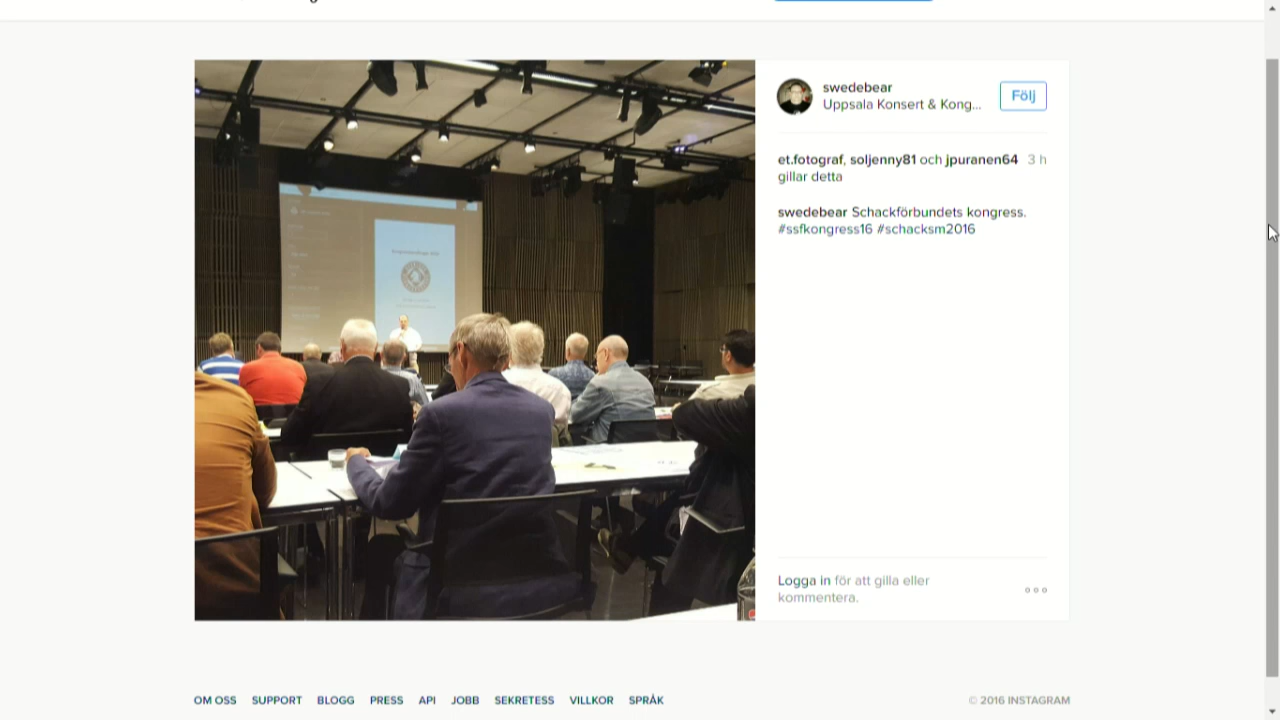 swedebear
Uppsala Konsert & Kong...
Följ
et.fotograf, soljenny81 och jpuranen64 3 h
gillar detta
swedebear Schackförbundets kongress.
#ssfkongress16 #schacksm2016
Logga in för att gilla eller
kommentera.
OM OSS SUPPORT BLOGG PRESS API JOBB SEKRETESS VILLKOR SPRÅK
© 2016 INSTAGRAM